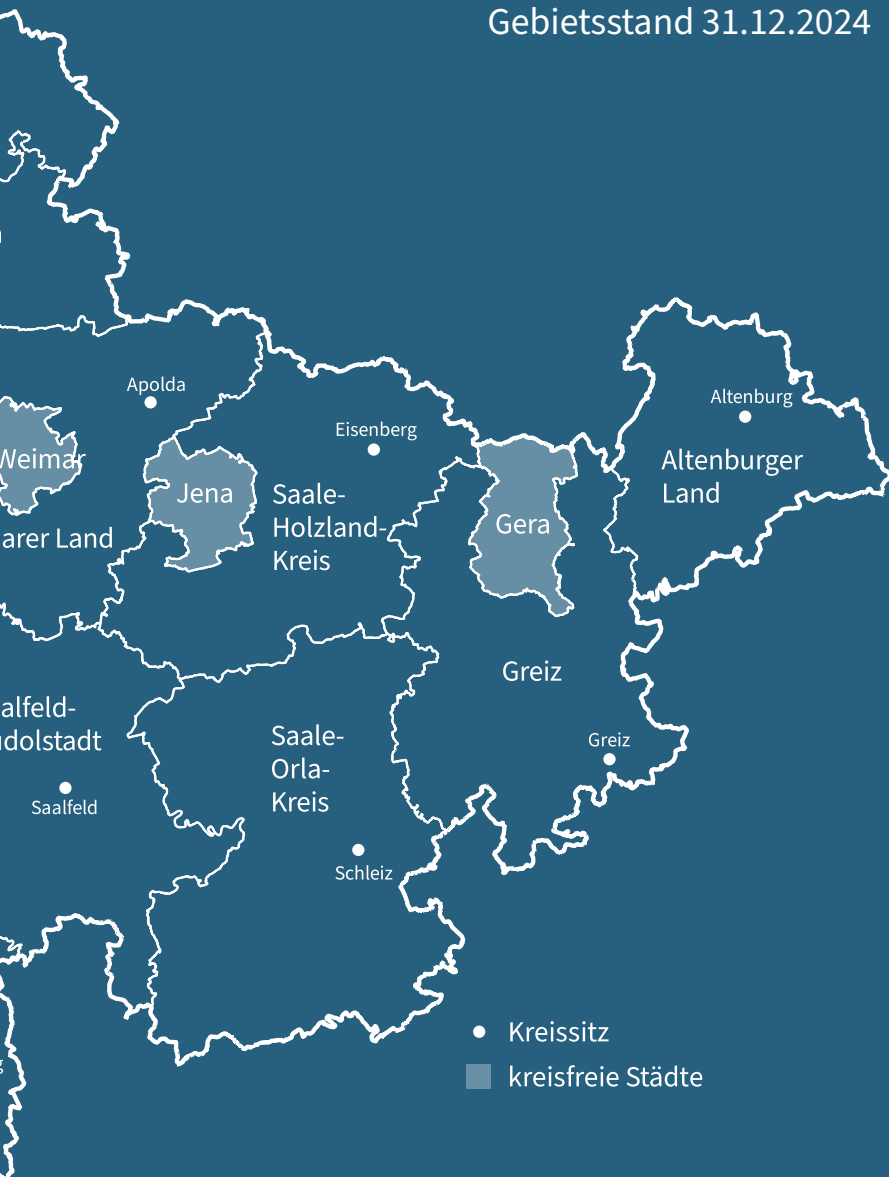 Gebietsstand 31.12.2024
Apolda
Altenburg
Eisenberg
Weimar
Altenburger
Land
Jena
Saale-
Holzland-
Kreis
Gera
arer Land
Greiz
alfeld-
dolstadt
Saale-
Orla-
Kreis
Greiz
Saalfeld
Schleiz
Kreissitz
kreisfreie Städte